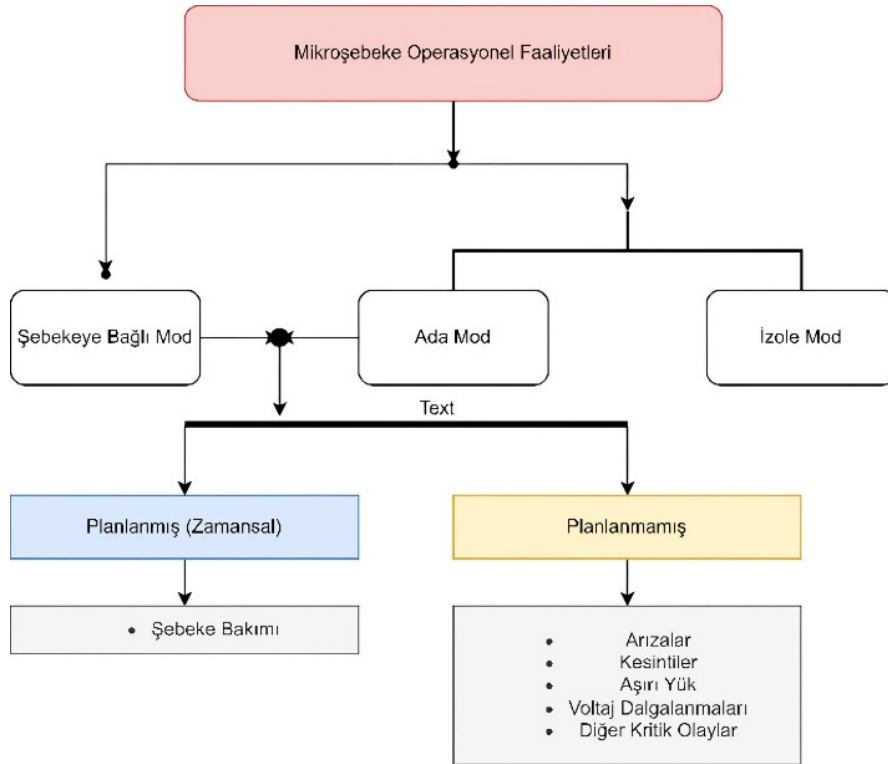 Mikroşebeke Operasyonel Faaliyetleri
Şebekeye Bağlı Mod
Ada Mod
İzole Mod
Text
Planlanmış (Zamansal)
Planlanmamış
• Şebeke Bakımı
• Arızalar
• Kesintiler
• Aşırı Yük
• Voltaj Dalgalanmaları
• Diğer Kritik Olaylar